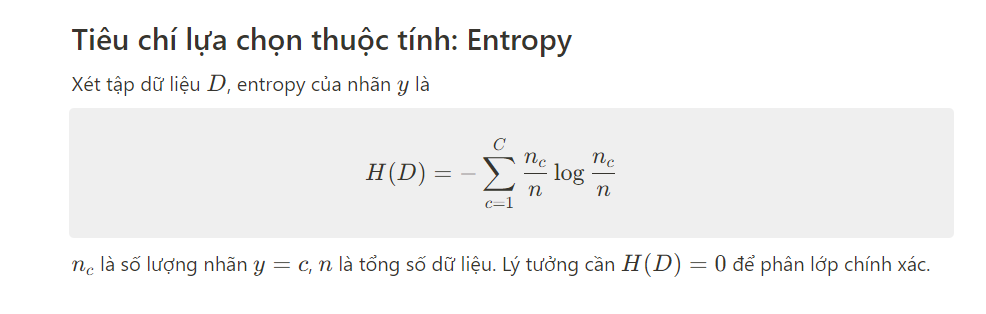 Tiêu chí lựa chọn thuộc tính: Entropy
Xét tập dữ liệu D, entropy của nhãn y là
H(D) = − ∑_{c=1}^{C} \frac{n_c}{n} log \frac{n_c}{n}
n_c là số lượng nhãn y = c, n là tổng số dữ liệu. Lý tưởng cần H(D) = 0 để phân lớp chính xác.